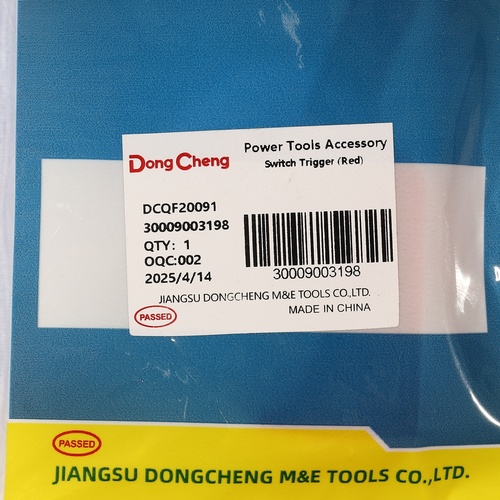 Dong Cheng
Power Tools Accessory
Switch Trigger (Red)
DCQF20091
30009003198
QTY: 1
OQC:002
2025/4/14
30009003198
JIANGSU DONGCHENG M&E TOOLS CO.,LTD.
PASSED
MADE IN CHINA
PASSED
JIANGSU DONGCHENG M&E TOOLS CO.,LTD.